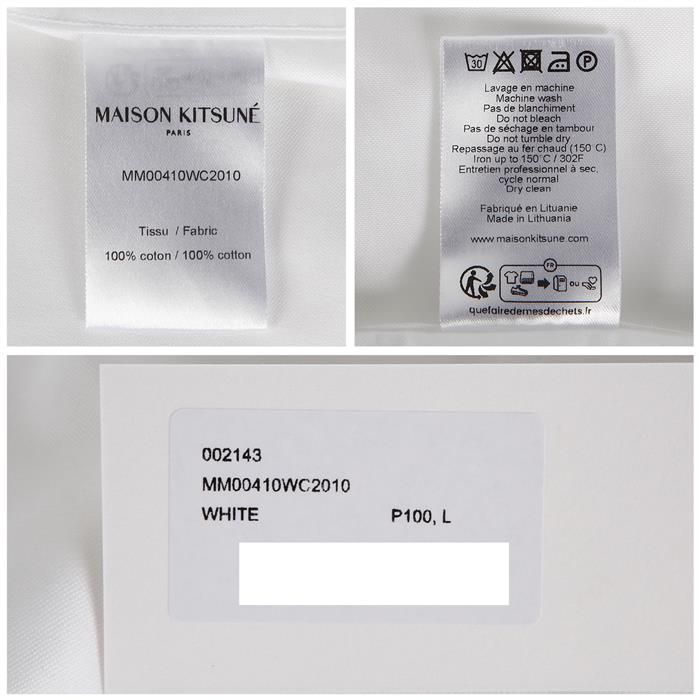 MAISON KITSUNÉ
PARIS
MM00410WC2010
Tissu / Fabric
100% coton / 100% cotton
30
P
Lavage en machine
Machine wash
Pas de blanchiment
Do not bleach
Pas de séchage en tambour
Do not tumble dry
Repassage au fer chaud (150°C)
Iron up to 150°C / 302F
Entretien professionnel à sec,
cycle normal
Dry clean
Fabriqué en Lituanie
Made in Lithuania
www.maisonkitsune.com
FR
OU
quefairedemesdechets.fr
002143
MM00410WC2010
WHITE P100, L